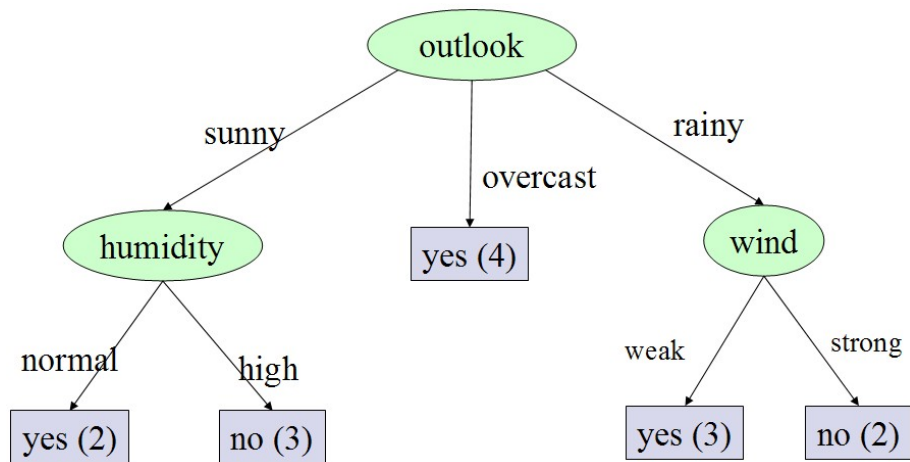 outlook
sunny
rainy
overcast
humidity
yes (4)
wind
normal
high
weak
strong
yes (2)
no (3)
yes (3)
no (2)